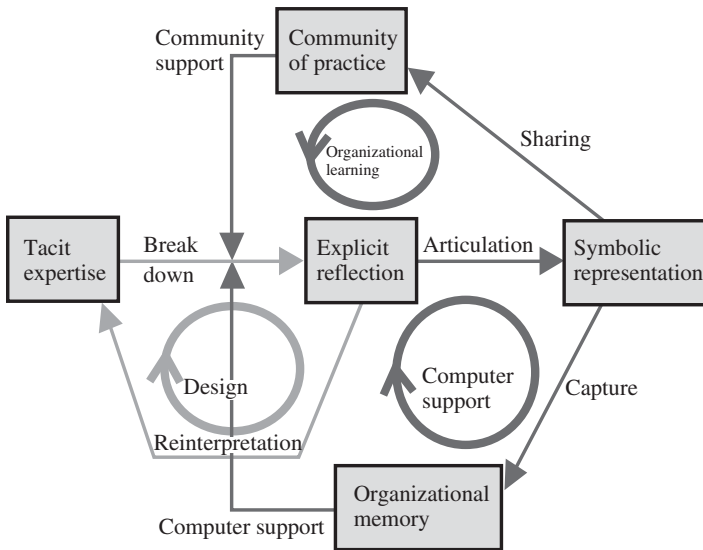 Community
support
Community
of practice
Organizational
learning
Sharing
Tacit
expertise
Break
down
Explicit
reflection
Articulation
Symbolic
representation
Design
Computer
support
Capture
Reinterpretation
Organizational
memory
Computer support